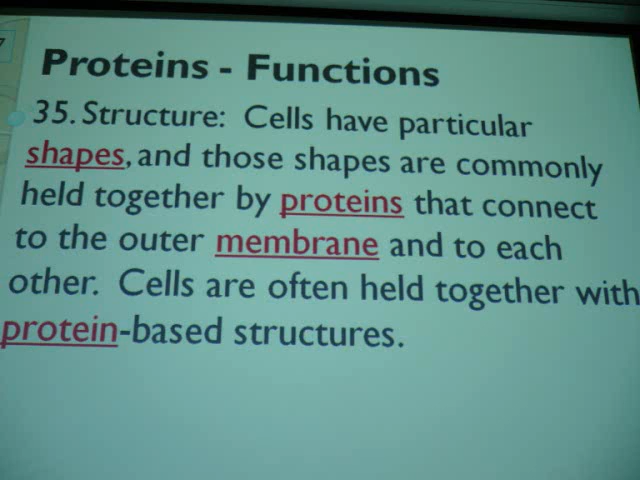 7
Proteins - Functions
35. Structure: Cells have particular
shapes, and those shapes are commonly
held together by proteins that connect
to the outer membrane and to each
other. Cells are often held together with
protein-based structures.